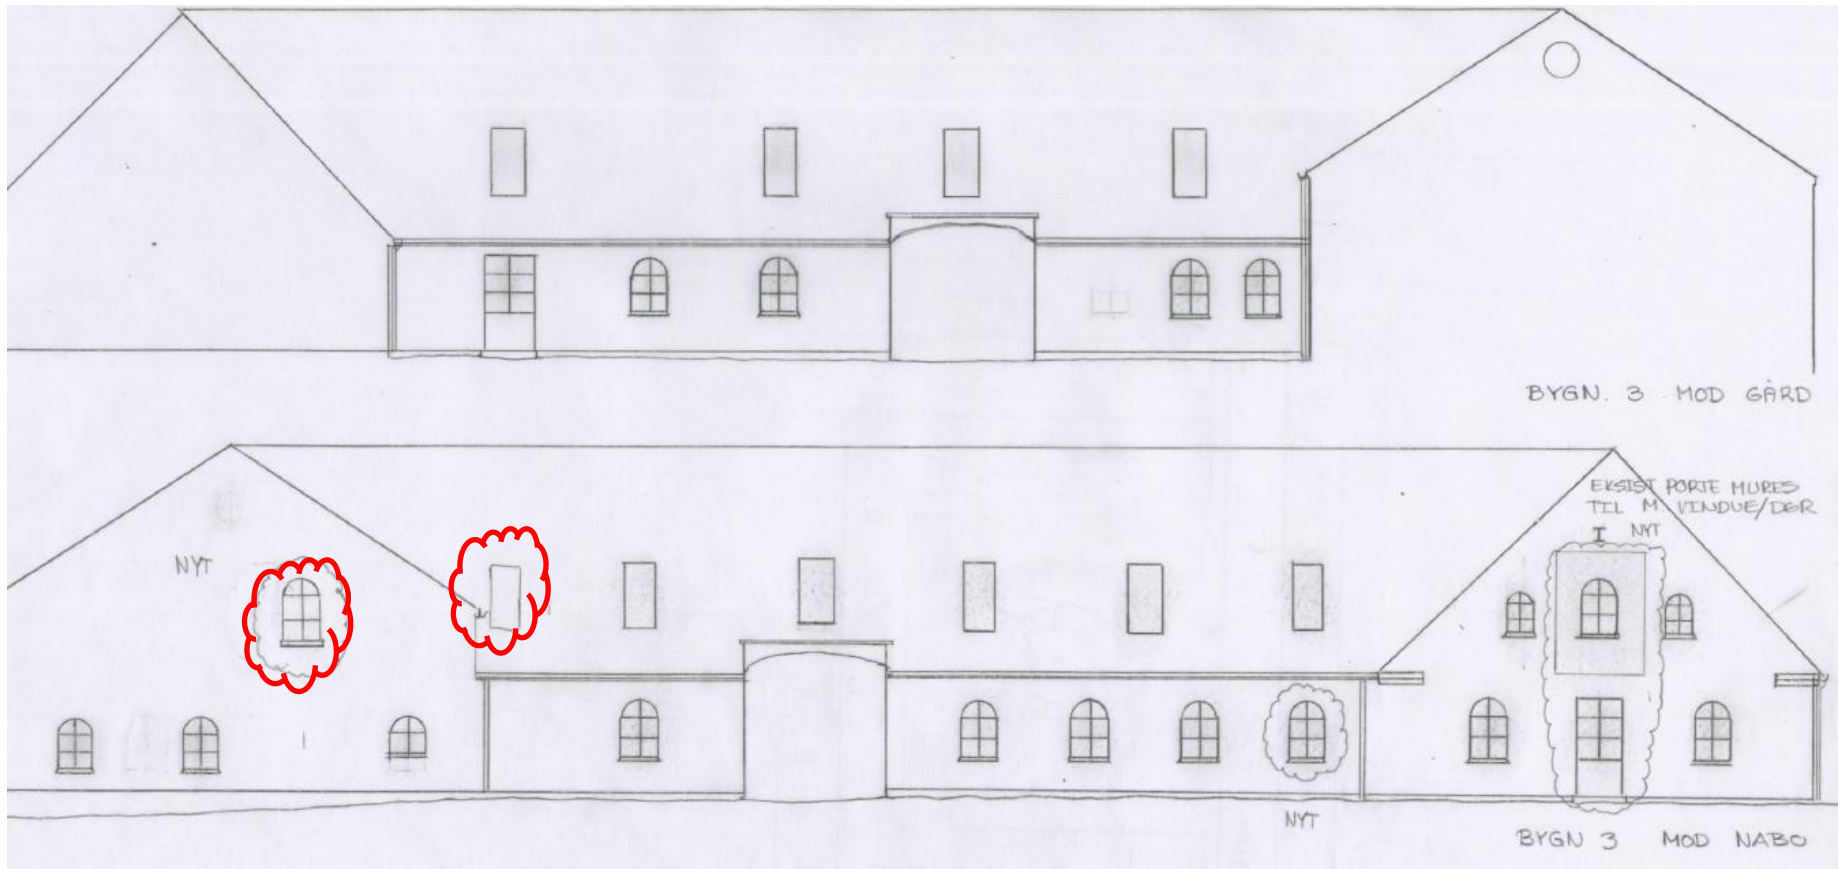 BYGN. 3 MOD GÅRD
NYT
EKSIST PORTE MURES
TIL M. VINDUE/DØR
NYT
NYT
BYGN 3 MOD NABO